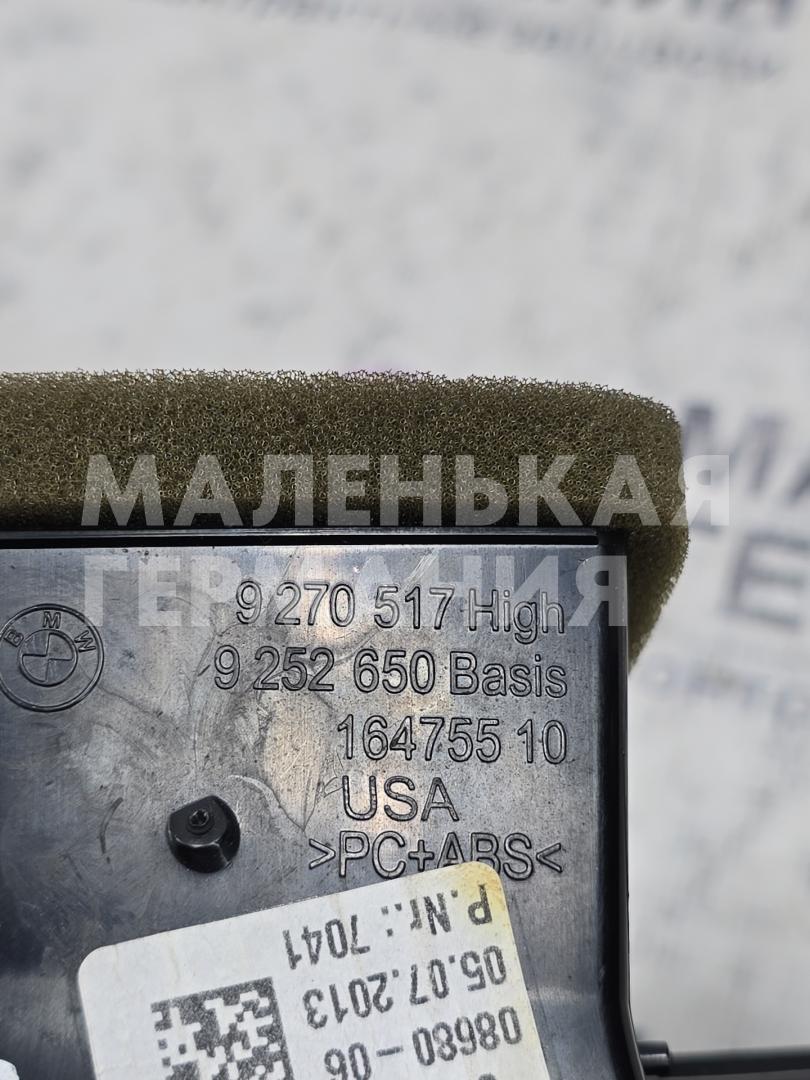 МАЛЕНЬКАЯ
ГЕРМАНИЯ
BMW
9 270 517 High
9 252 650 Basis
164755 10
USA
>PC+ABS<
P.Nr.: 7041
05.07.2013
08680-06